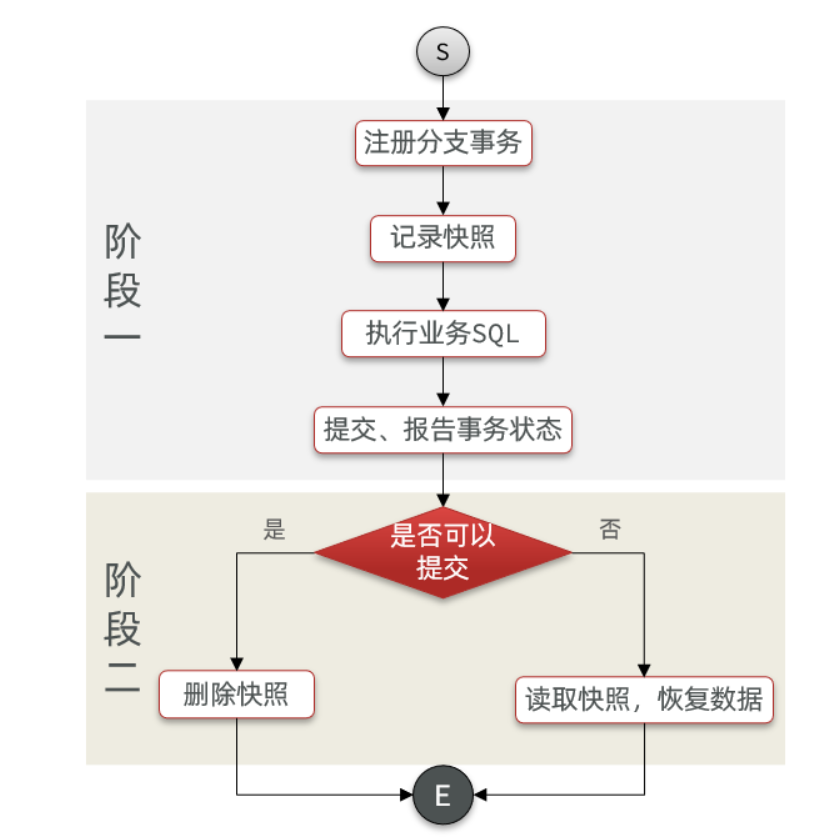 S
注册分支事务
记录快照
执行业务SQL
提交、报告事务状态
阶
段
一
是否可以
提交
是
否
阶
段
二
删除快照
读取快照，恢复数据
E